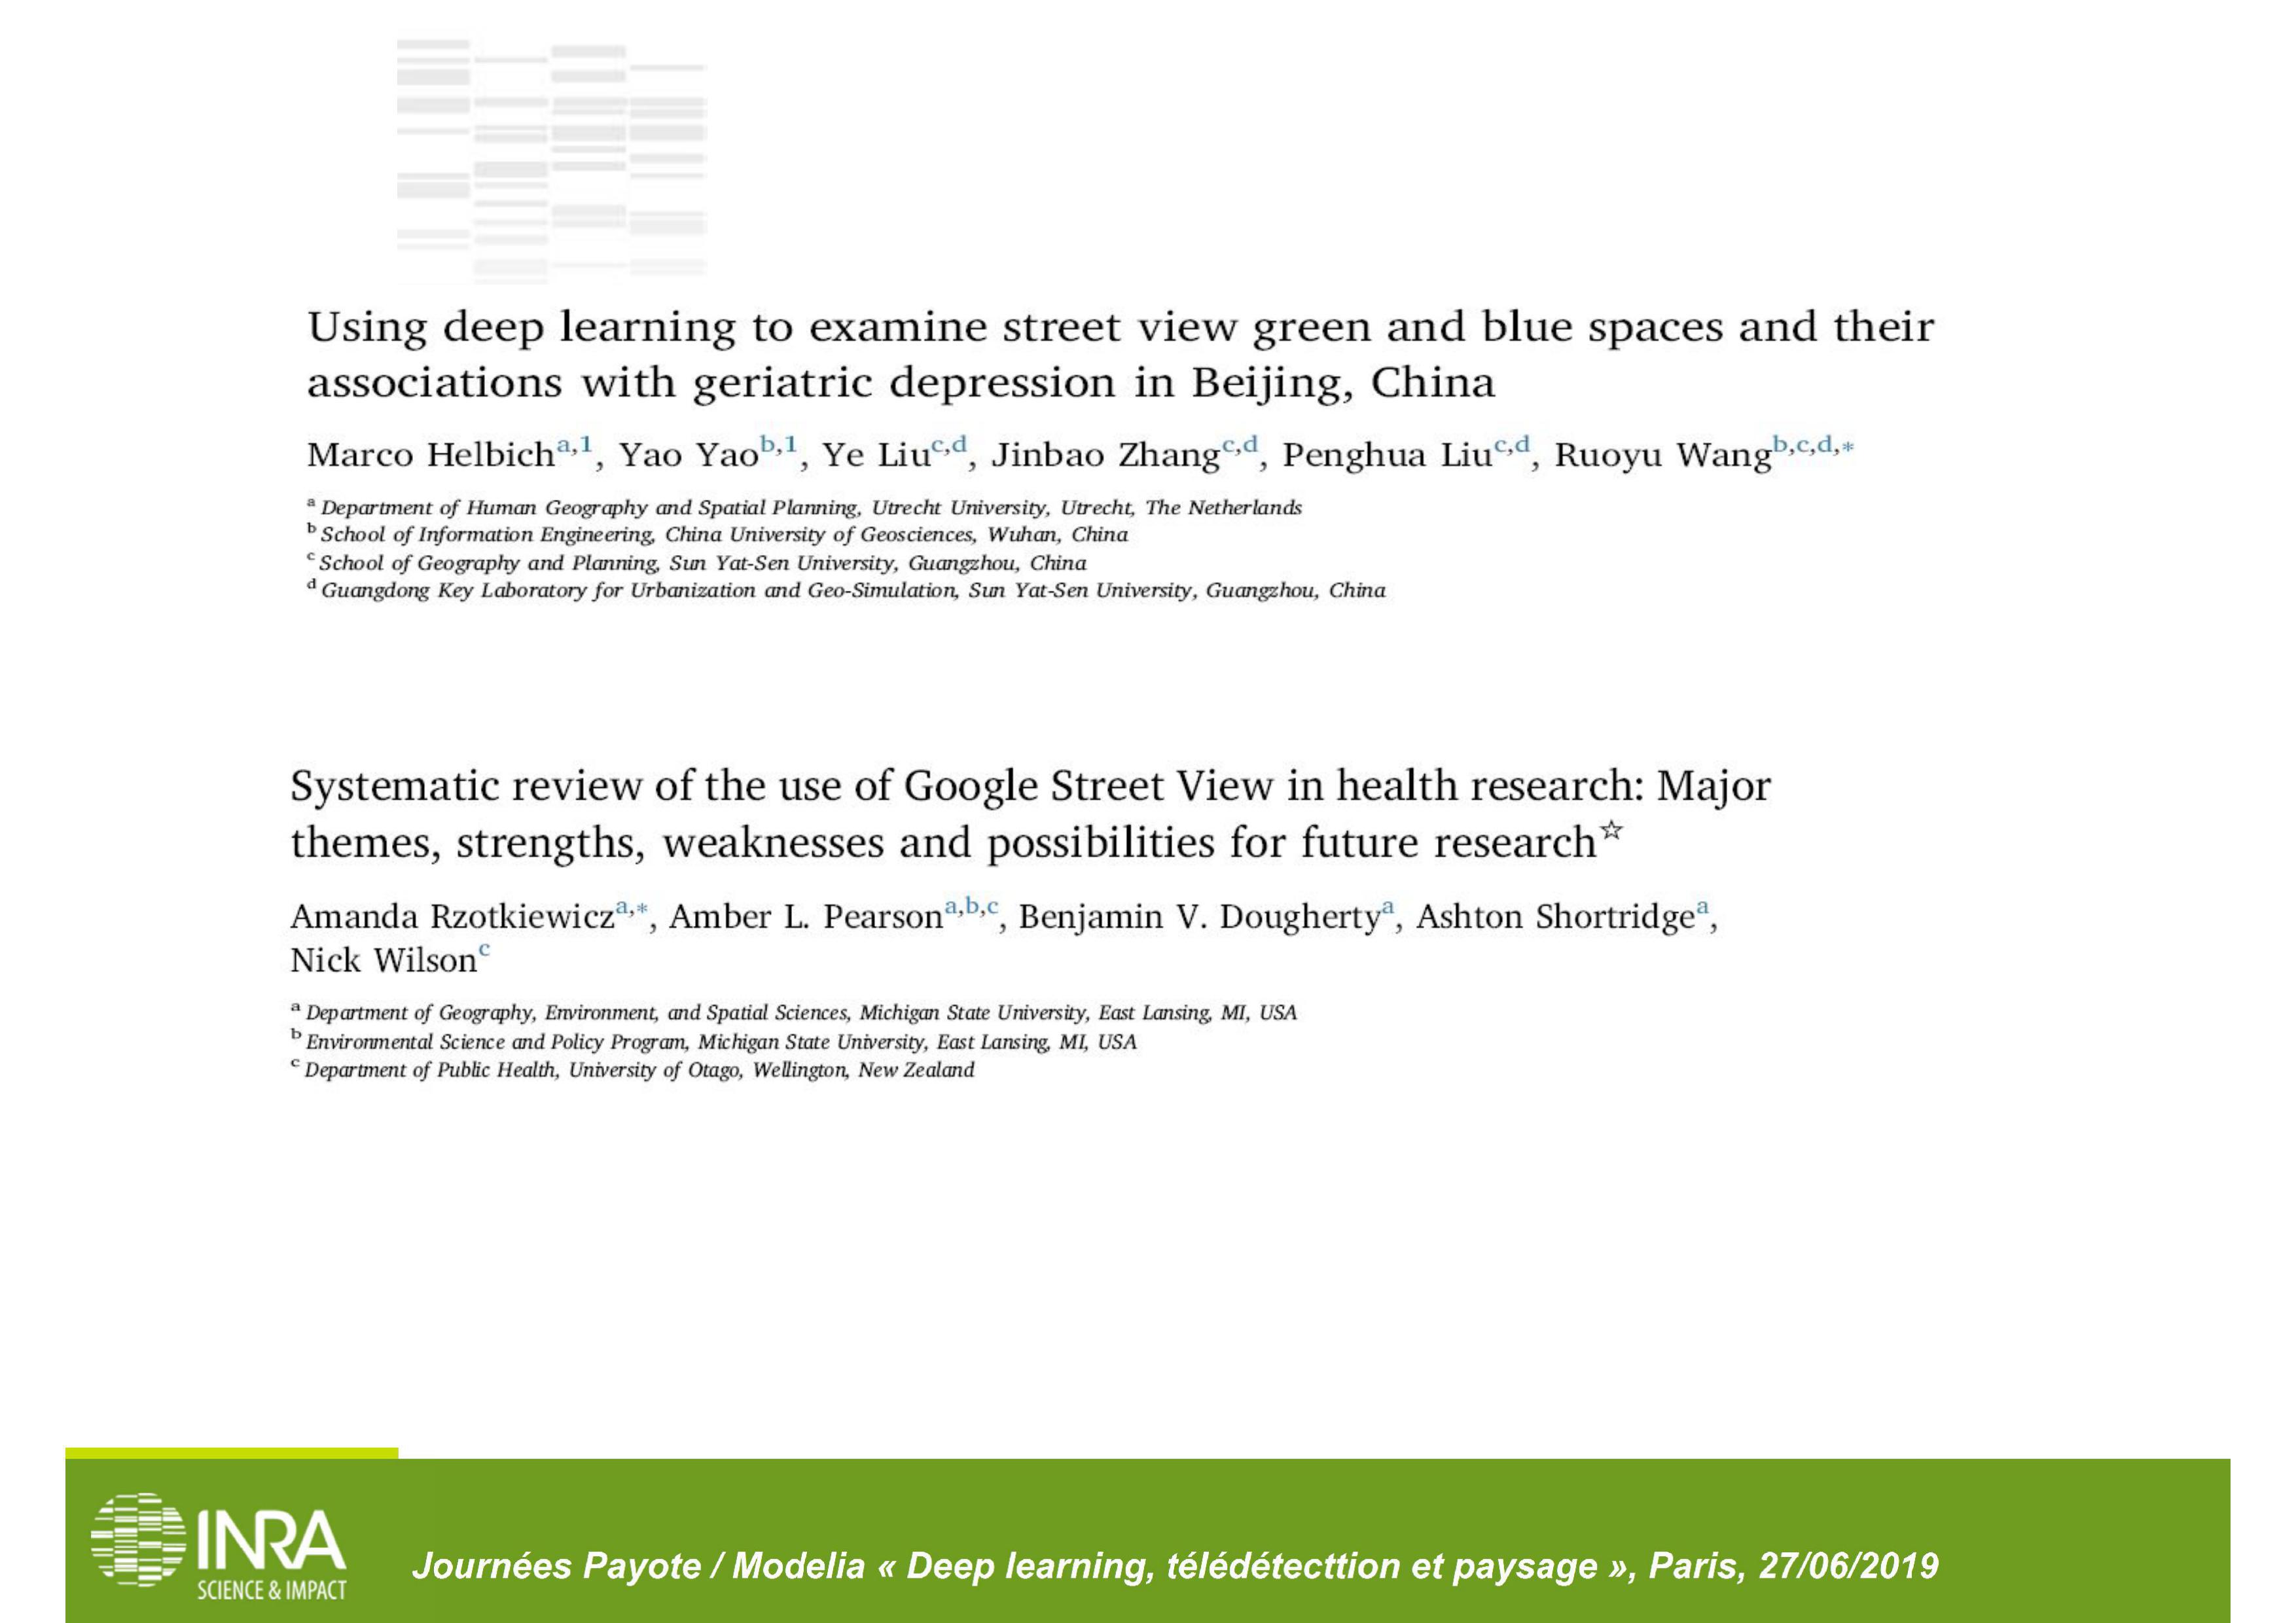 Using deep learning to examine street view green and blue spaces and their
associations with geriatric depression in Beijing, China
Marco Helbich a,1, Yao Yao b,1, Ye Liu c,d, Jinbao Zhang c,d, Penghua Liu c,d, Ruoyu Wang b,c,d,*
a Department of Human Geography and Spatial Planning, Utrecht University, Utrecht, The Netherlands
b School of Information Engineering, China University of Geosciences, Wuhan, China
c School of Geography and Planning, Sun Yat-Sen University, Guangzhou, China
d Guangdong Key Laboratory for Urbanization and Geo-Simulation, Sun Yat-Sen University, Guangzhou, China
Systematic review of the use of Google Street View in health research: Major
themes, strengths, weaknesses and possibilities for future research☆
Amanda Rzotkiewicz a,*, Amber L. Pearson a,b,c, Benjamin V. Dougherty a, Ashton Shortridge a,
Nick Wilson c
a Department of Geography, Environment, and Spatial Sciences, Michigan State University, East Lansing, MI, USA
b Environmental Science and Policy Program, Michigan State University, East Lansing, MI, USA
c Department of Public Health, University of Otago, Wellington, New Zealand
INRA
SCIENCE & IMPACT
Journées Payote / Modelia « Deep learning, télédétecttion et paysage », Paris, 27/06/2019